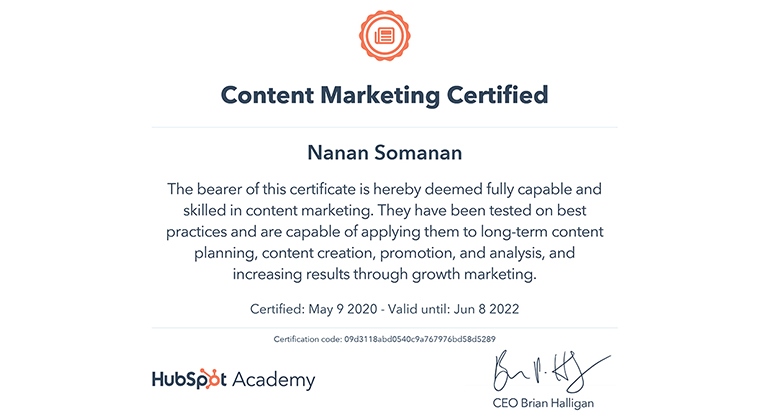 Content Marketing Certified
Nanan Somanan
The bearer of this certificate is hereby deemed fully capable and
skilled in content marketing. They have been tested on best
practices and are capable of applying them to long-term content
planning, content creation, promotion, and analysis, and
increasing results through growth marketing.
Certified: May 9 2020 - Valid until: Jun 8 2022
Certification code: 09d3118abd0540c9a767976bd58d5289
HubSpot Academy
CEO Brian Halligan